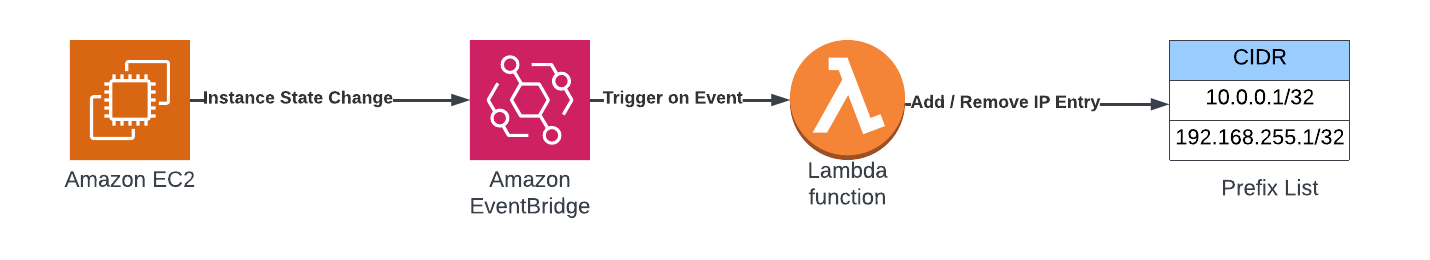 Instance State Change
Trigger on Event
Add / Remove IP Entry
CIDR
10.0.0.1/32
192.168.255.1/32
Amazon EC2
Amazon
EventBridge
Lambda
function
Prefix List